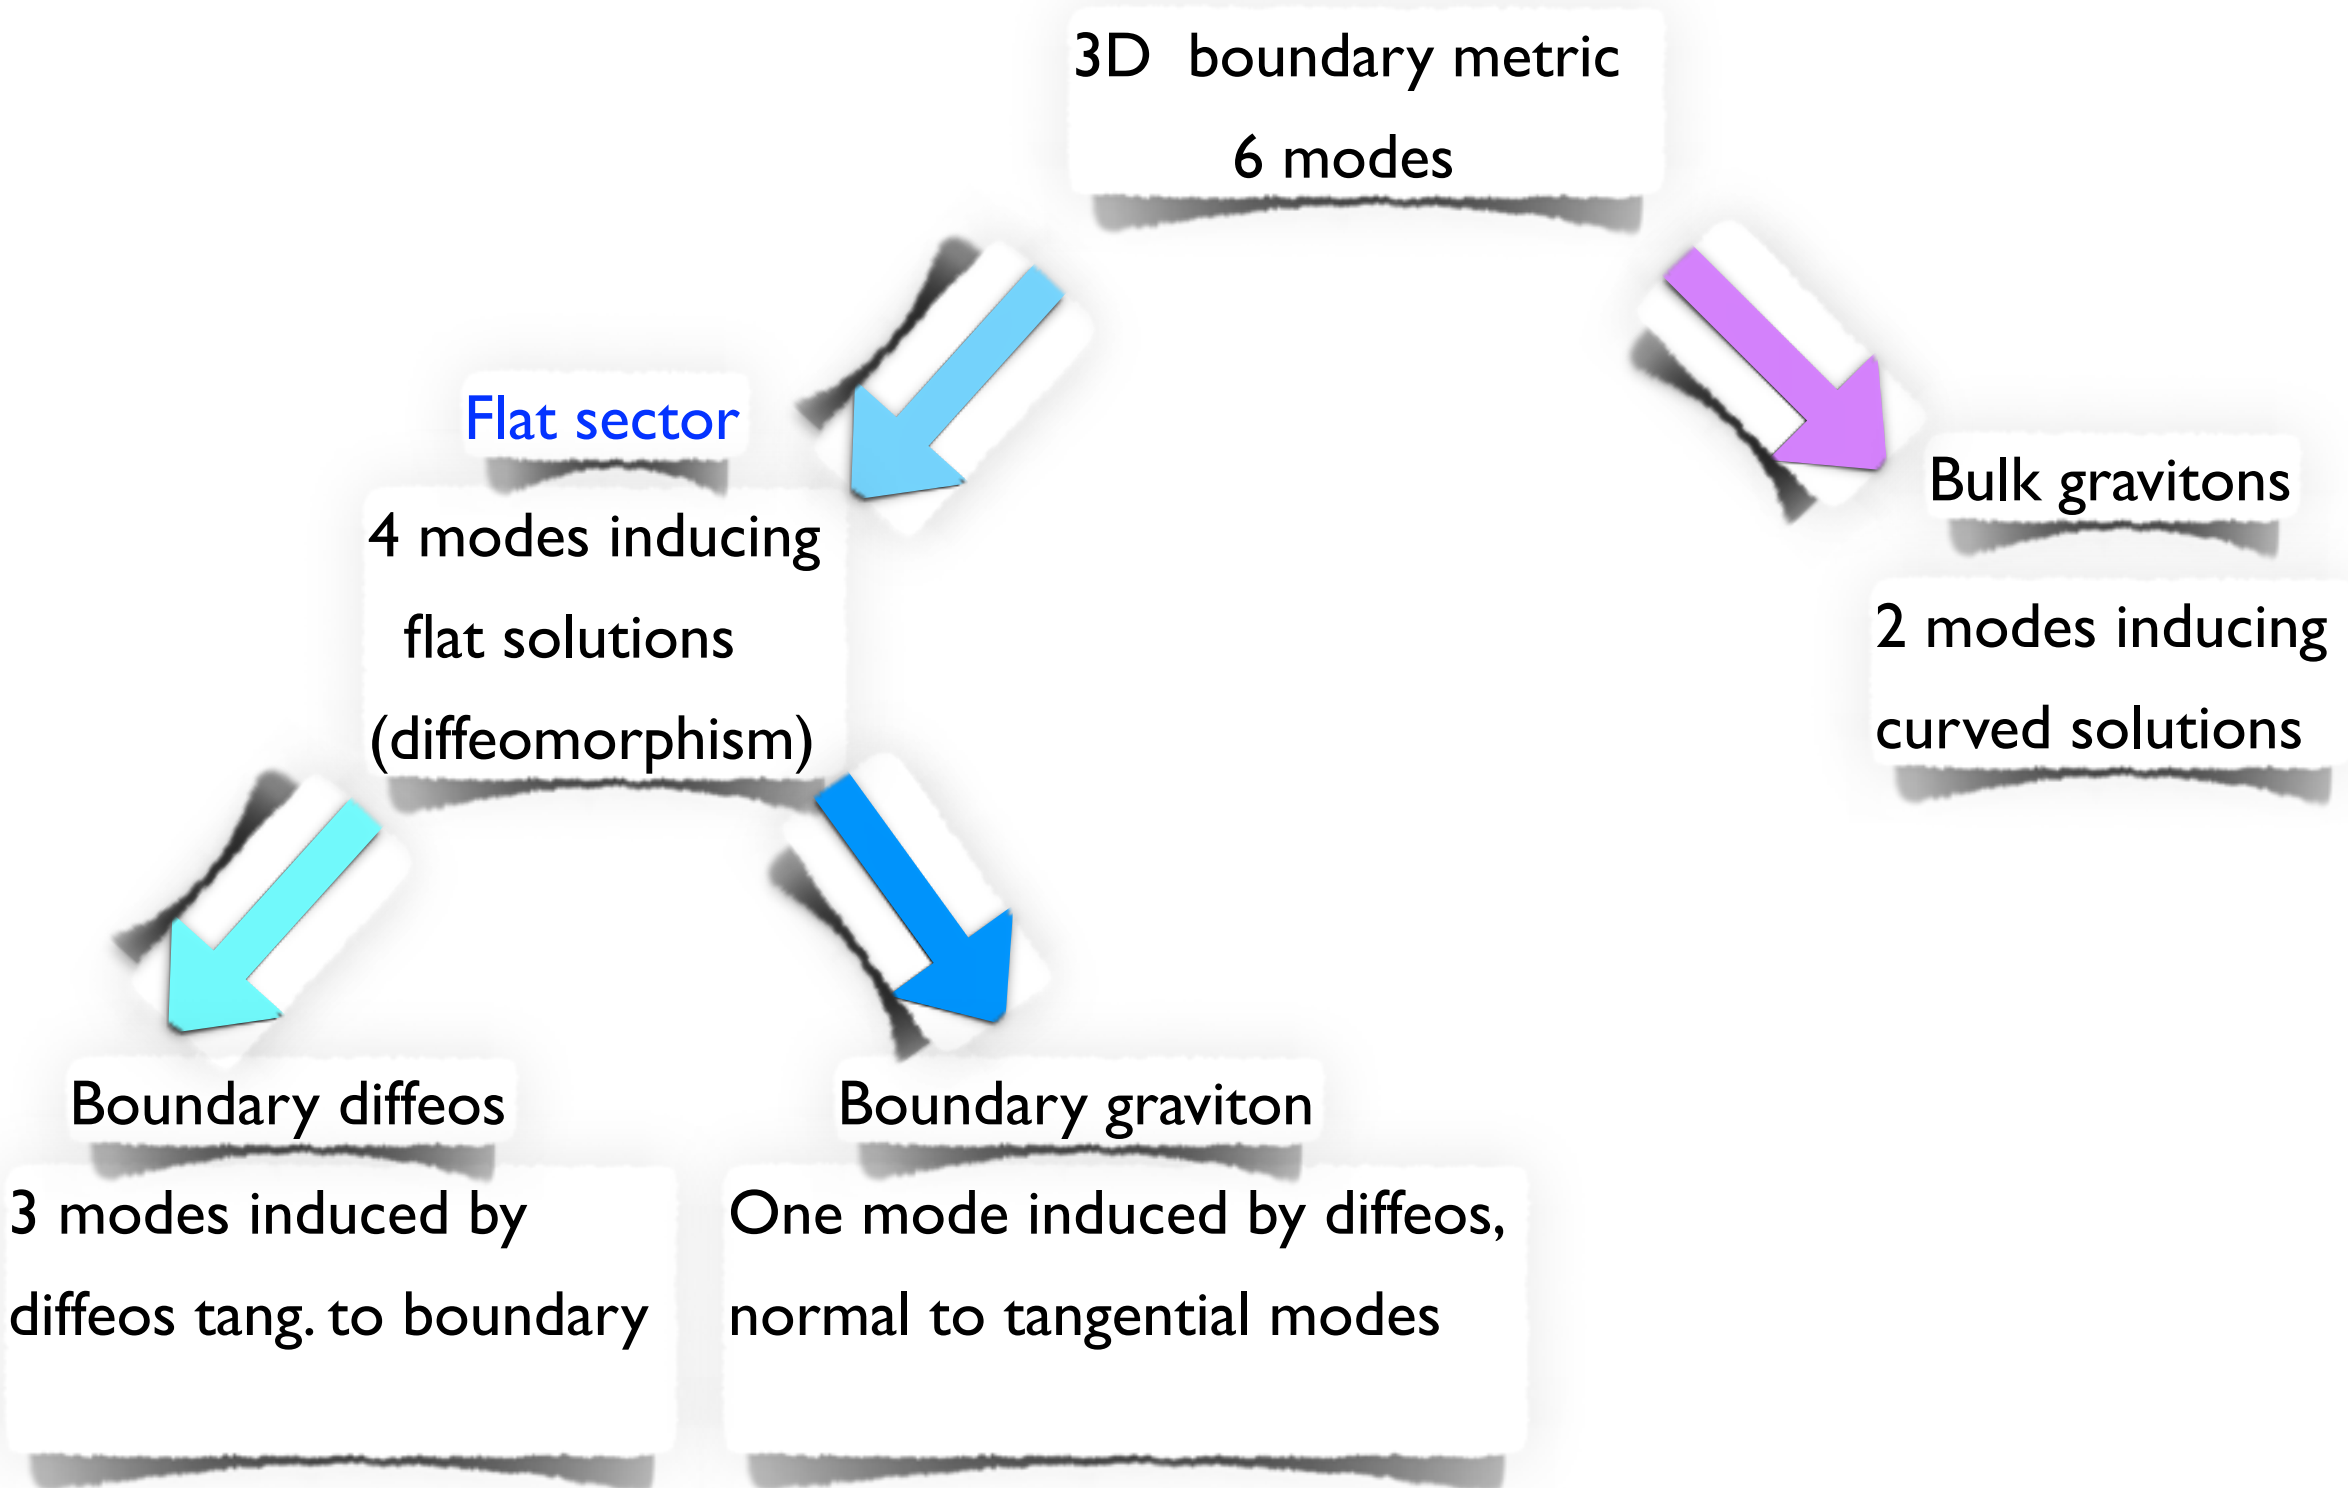 3D boundary metric
6 modes
Flat sector
4 modes inducing
flat solutions
(diffeomorphism)
Bulk gravitons
2 modes inducing
curved solutions
Boundary diffeos
3 modes induced by
diffeos tang. to boundary
Boundary graviton
One mode induced by diffeos,
normal to tangential modes